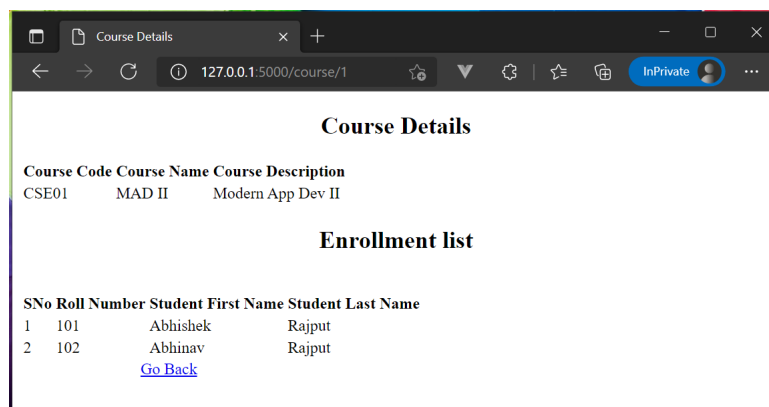 Course Details
127.0.0.1:5000/course/1
InPrivate
Course Details
Course Code Course Name Course Description
CSE01 MAD II Modern App Dev II
Enrollment list
SNo Roll Number Student First Name Student Last Name
1 101 Abhishek Rajput
2 102 Abhinav Rajput
Go Back